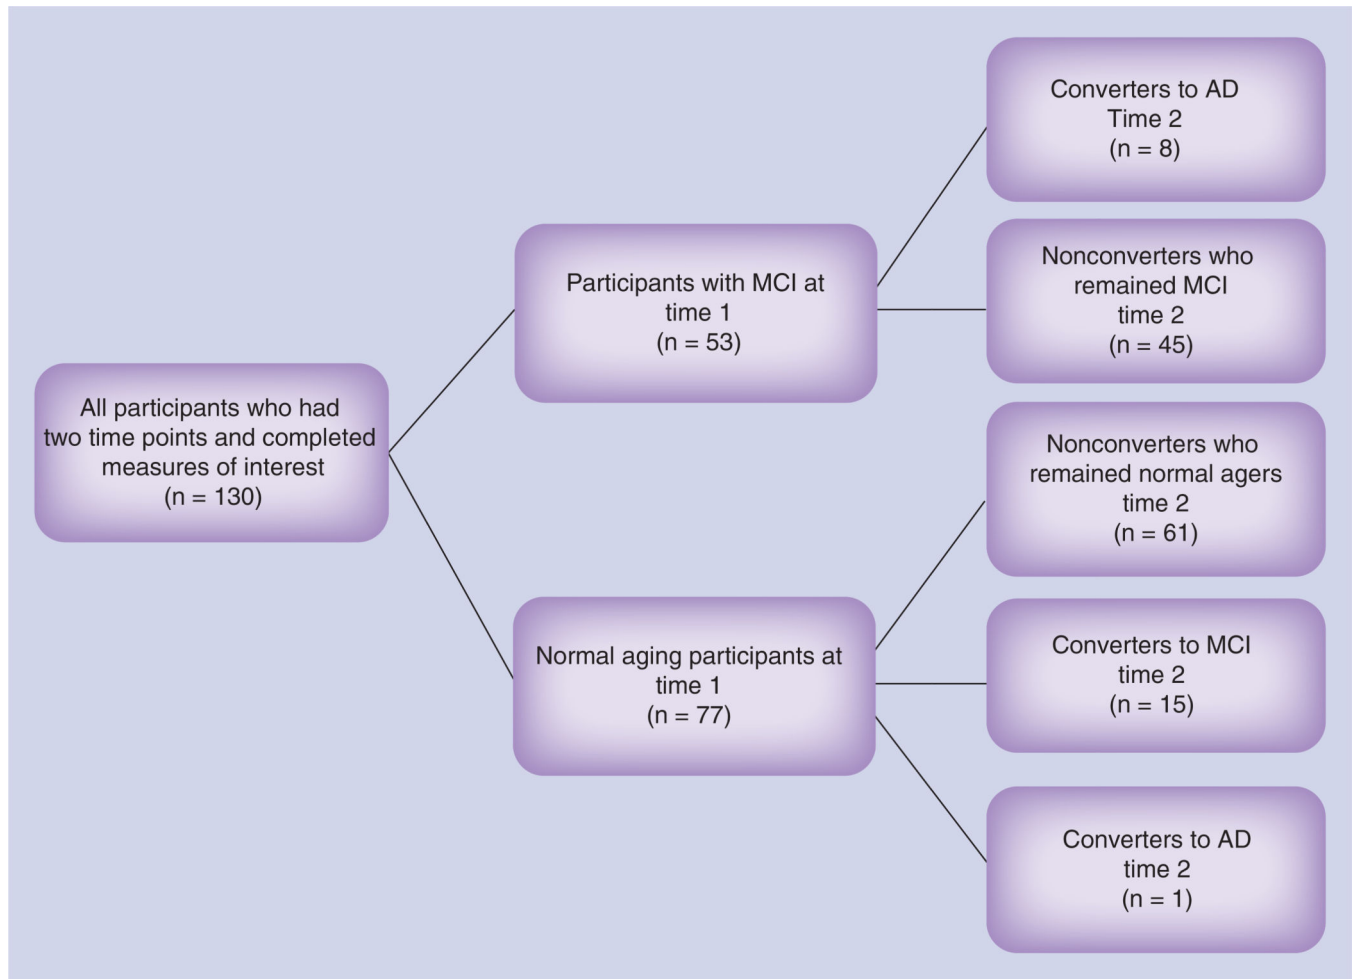 All participants who had
two time points and completed
measures of interest
(n = 130)
Participants with MCI at
time 1
(n = 53)
Normal aging participants at
time 1
(n = 77)
Converters to AD
Time 2
(n = 8)
Nonconverters who
remained MCI
time 2
(n = 45)
Nonconverters who
remained normal agers
time 2
(n = 61)
Converters to MCI
time 2
(n = 15)
Converters to AD
time 2
(n = 1)